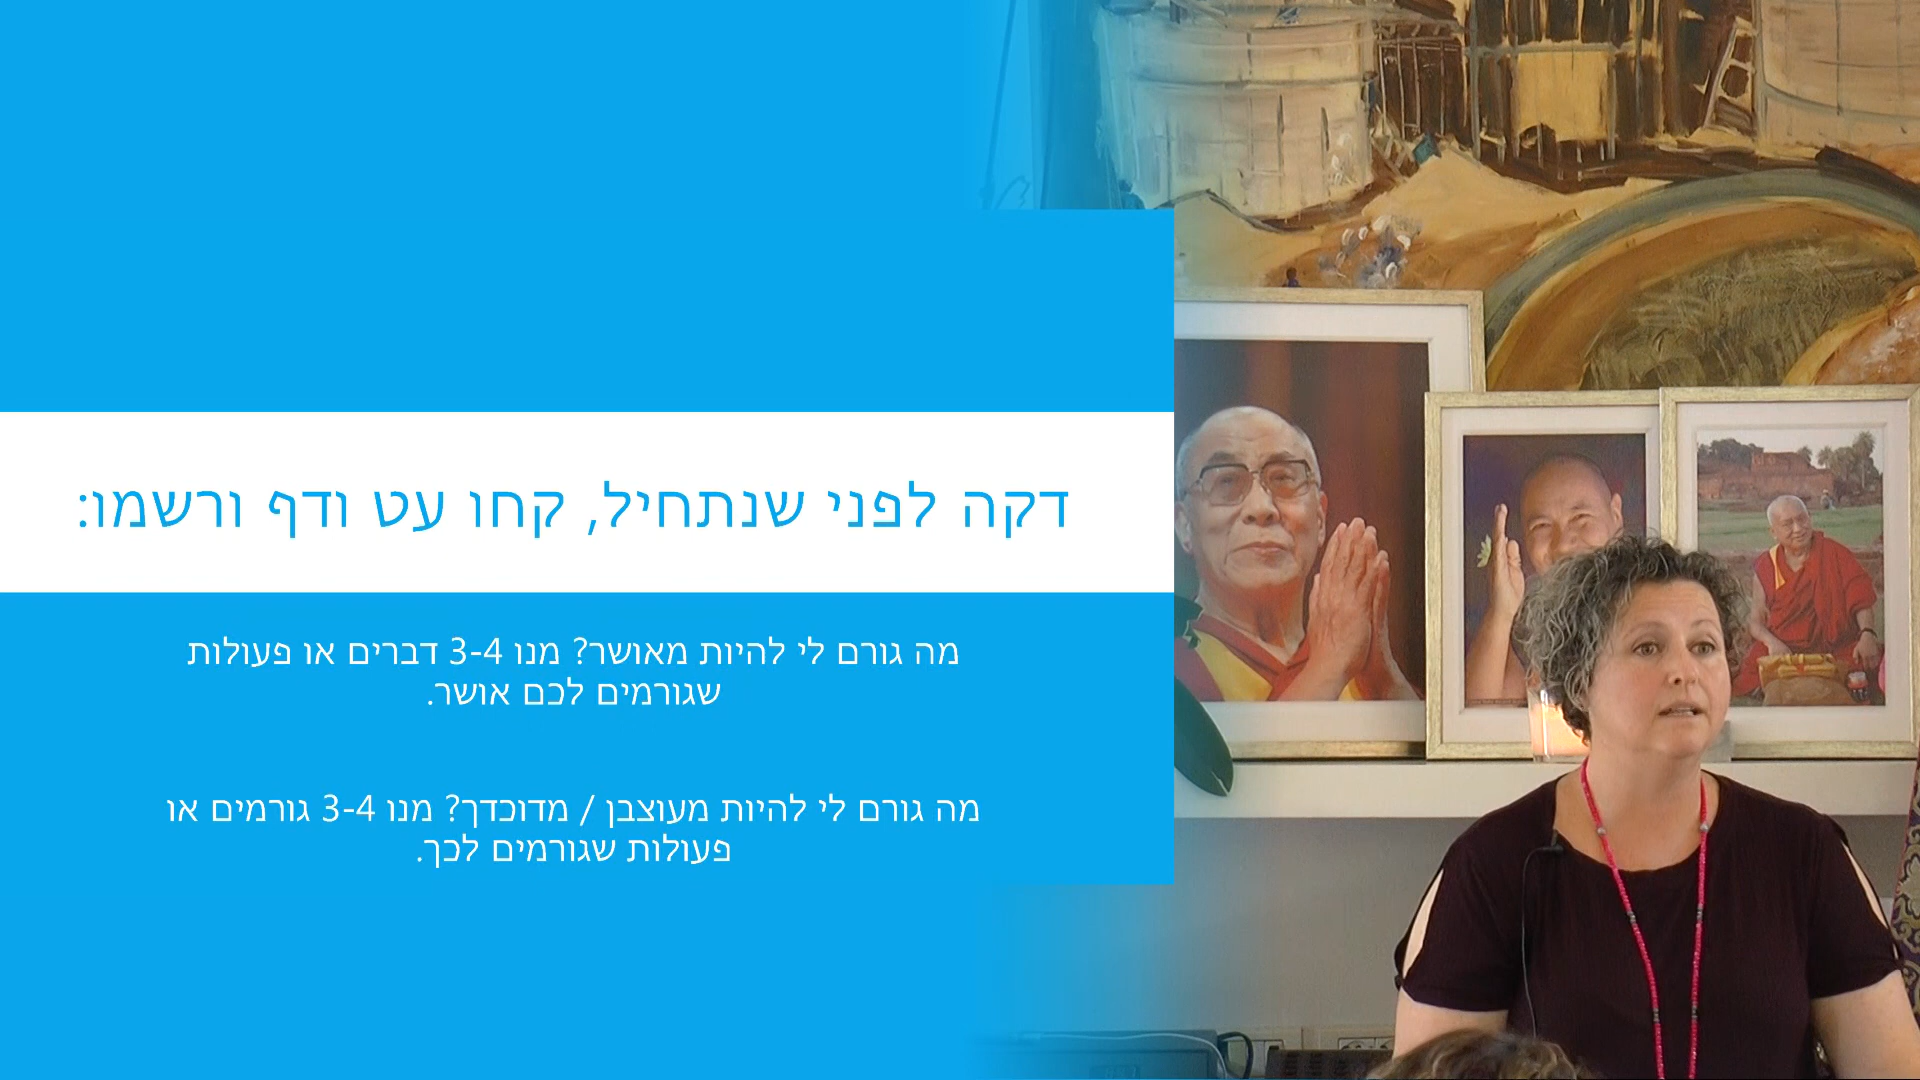 דקה לפני שנתחיל, קחו עט ודף ורשמו:
מה גורם לי להיות מאושר? מנו 3-4 דברים או פעולות
שגורמים לכם אושר.
מה גורם לי להיות מעוצבן / מדוכדך? מנו 3-4 גורמים או
פעולות שגורמים לכך.